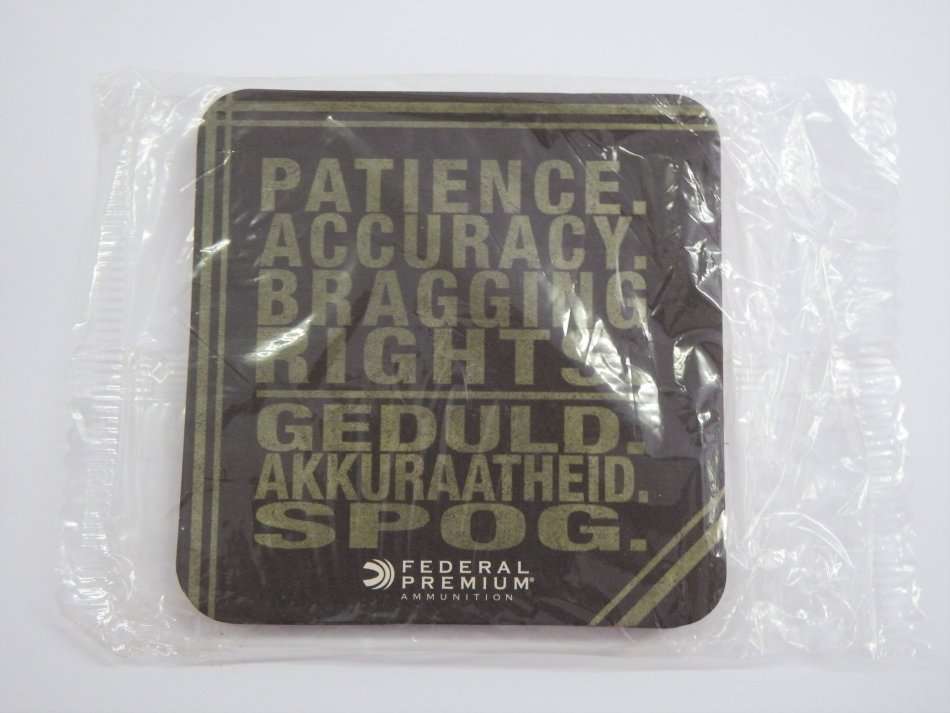 PATIENCE.
ACCURACY.
BRAGGING
RIGHTS.
GEDULD.
AKKURAATHEID.
SPOG.
FEDERAL
PREMIUM®
AMMUNITION